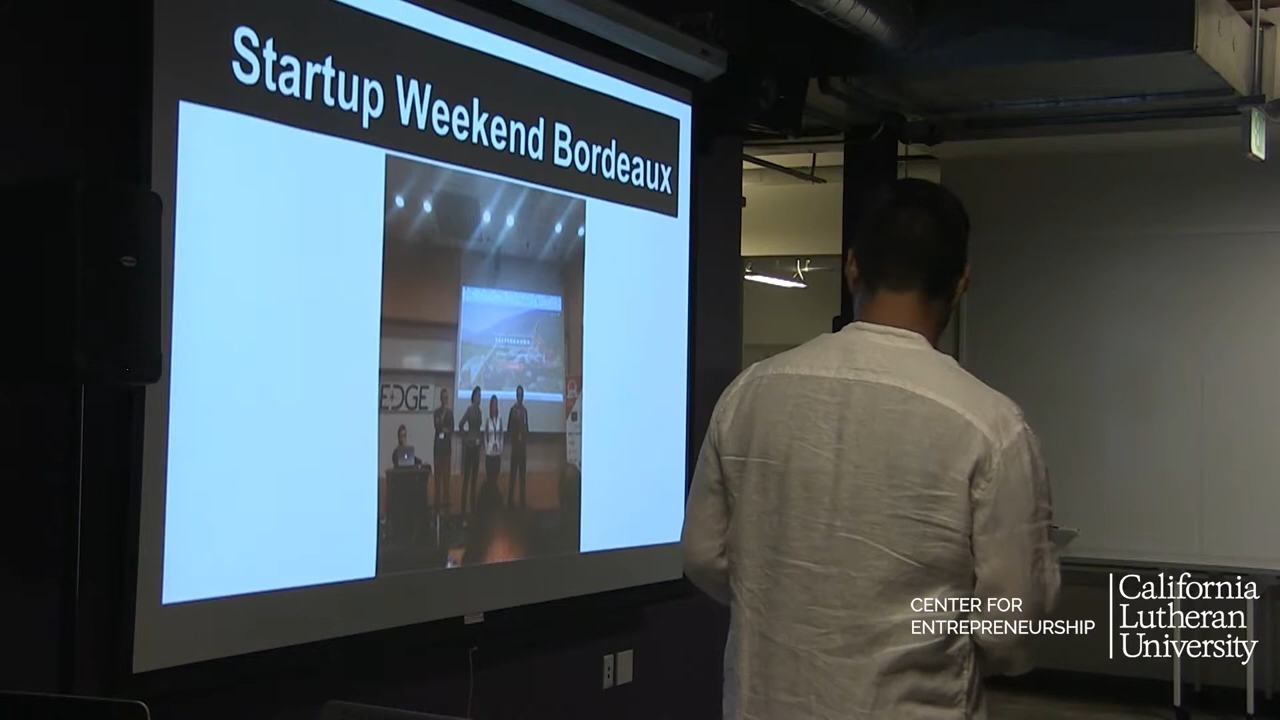 Startup Weekend Bordeaux
EDGE
CENTER FOR
ENTREPRENEURSHIP
California
Lutheran
University